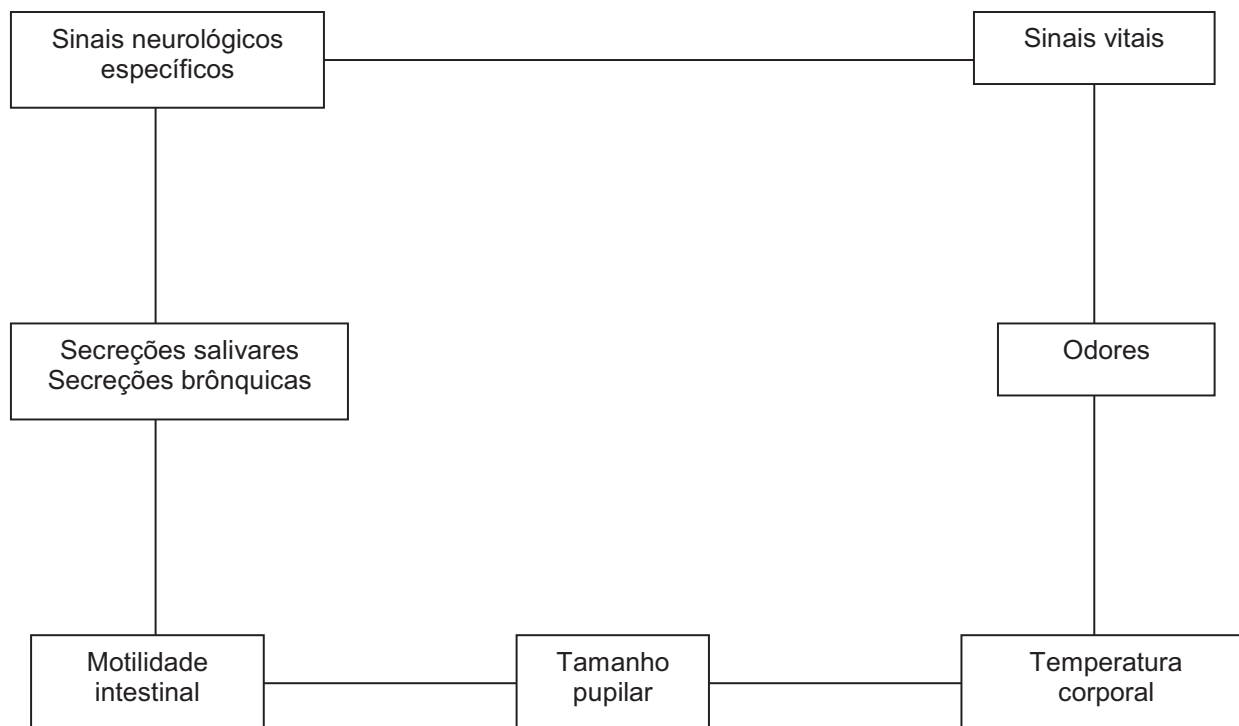 Sinais neurológicos
específicos
Sinais vitais
Secreções salivares
Secreções brônquicas
Odores
Motilidade
intestinal
Tamanho
pupilar
Temperatura
corporal